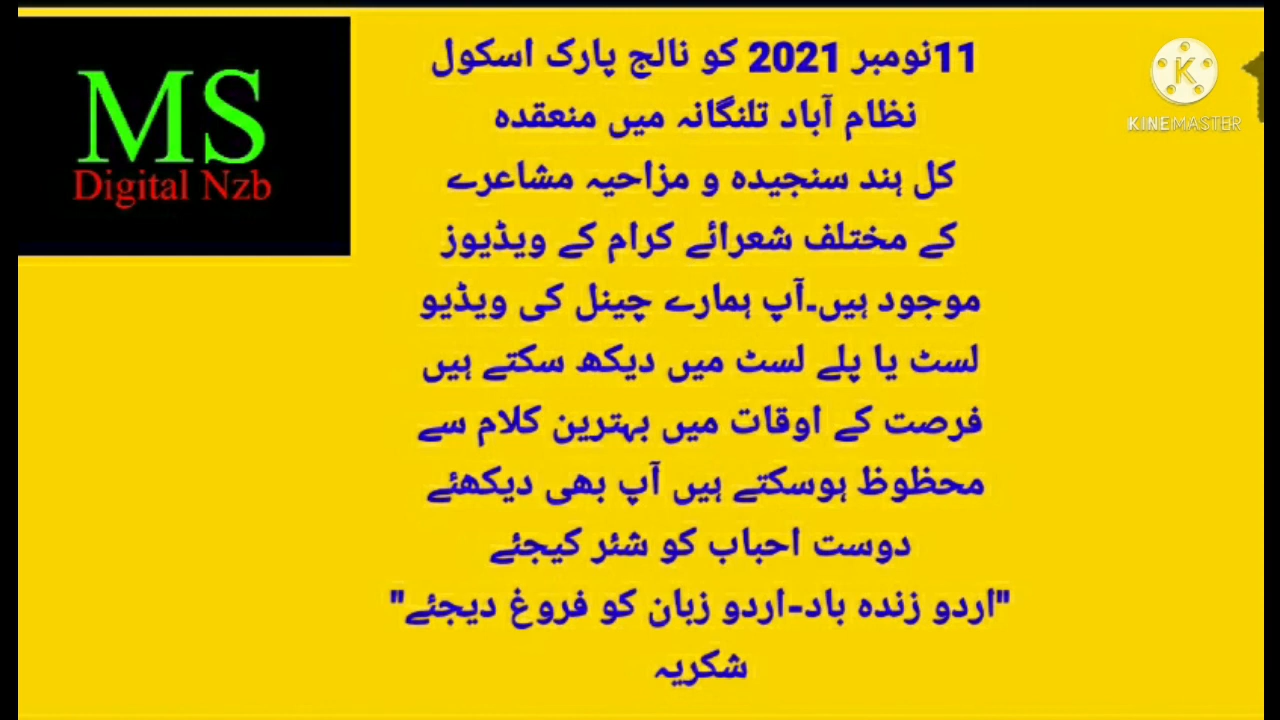 MS
Digital Nzb
11نومبر 2021 کو نالج پارک اسکول
نظام آباد تلنگانہ میں منعقدہ
کل ہند سنجیدہ و مزاحیہ مشاعرے
کے مختلف شعرائے کرام کے ویڈیوز
موجود ہیں۔آپ ہمارے چینل کی ویڈیو
لسٹ یا پلے لسٹ میں دیکھ سکتے ہیں
فرصت کے اوقات میں بہترین کلام سے
محظوظ ہوسکتے ہیں آپ بھی دیکھئے
دوست احباب کو شئر کیجئے
"اردو زندہ باد-اردو زبان کو فروغ دیجئے"
شکریہ
K
KINEMASTER